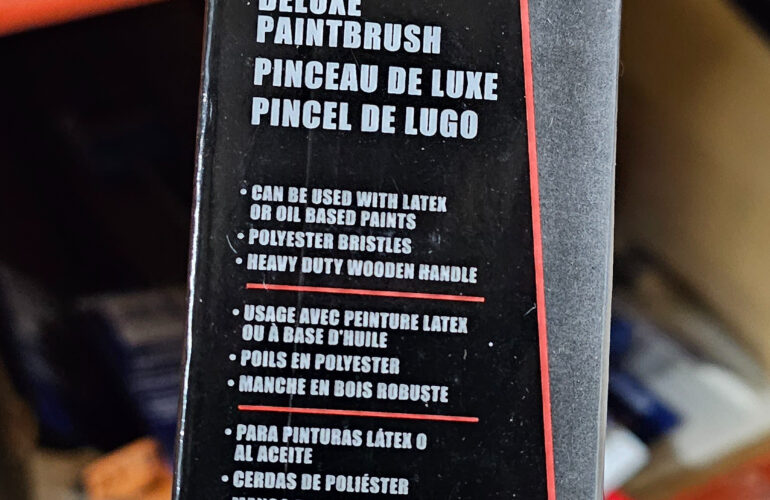 DELUXE
PAINTBRUSH
PINCEAU DE LUXE
PINCEL DE LUGO
• CAN BE USED WITH LATEX
OR OIL BASED PAINTS
• POLYESTER BRISTLES
• HEAVY DUTY WOODEN HANDLE
• USAGE AVEC PEINTURE LATEX
OU À BASE D'HUILE
• POILS EN POLYESTER
• MANCHE EN BOIS ROBUSTE
• PARA PINTURAS LÁTEX O
AL ACEITE
• CERDAS DE POLIÉSTER